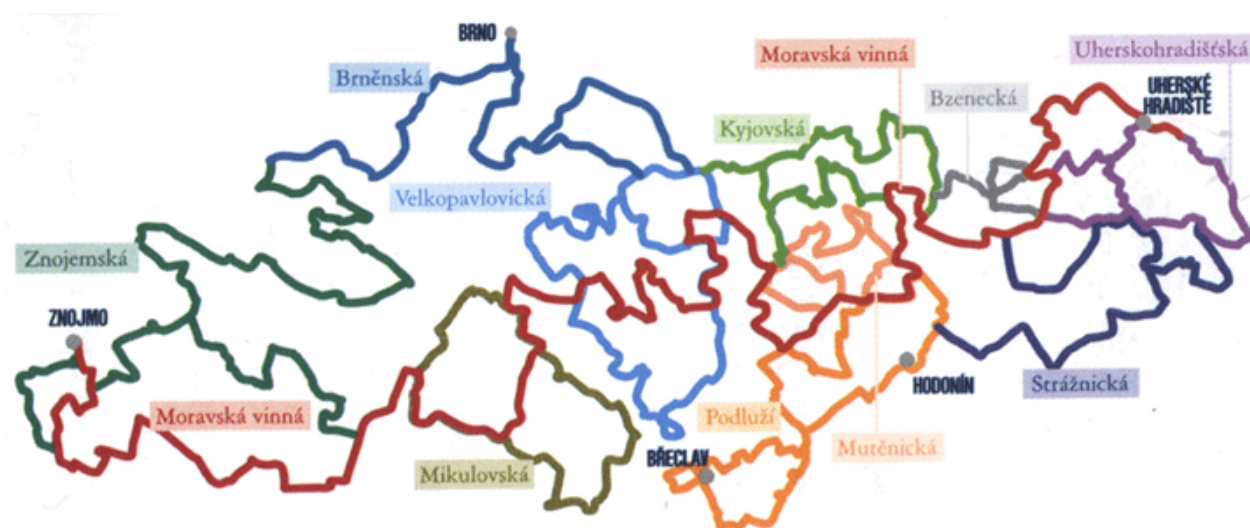 BRNO
Brněnská
Moravská vinná
Uherskohradišťská
UHERSKÉ
HRADIŠTĚ
Bzenecká
Kyjovská
Velkopavlovická
Znojemská
ZNOJMO
Moravská vinná
Mikulovská
BŘECLAV
Podluží
Mutěnická
HODONÍN
Strážnická